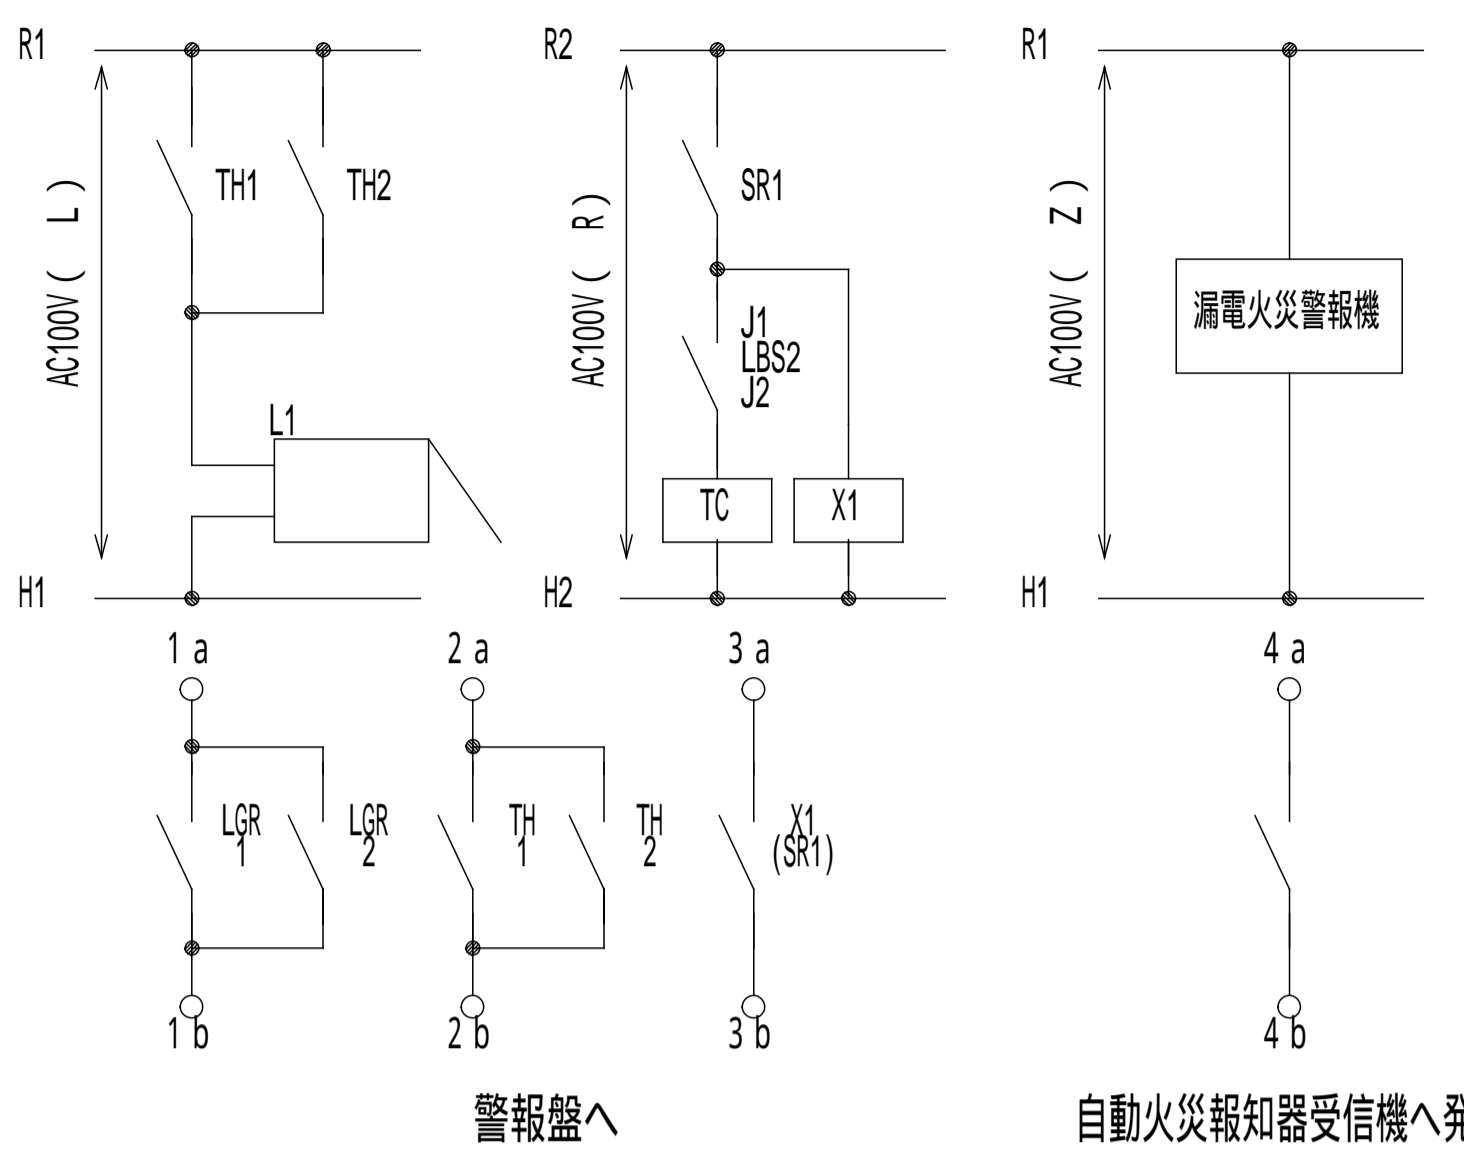 R1
R2
R1
TH1
TH2
SR1
AC100V( L)
AC100V( R)
AC100V( Z)
漏電火災警報機
J1
LBS2
J2
L1
TC
X1
H1
H2
H1
1 a
2 a
3 a
4 a
LGR
1
LGR
2
TH
1
TH
2
X1
(SR1)
1 b
2 b
3 b
4 b
警報盤へ
自動火災報知器受信機へ発